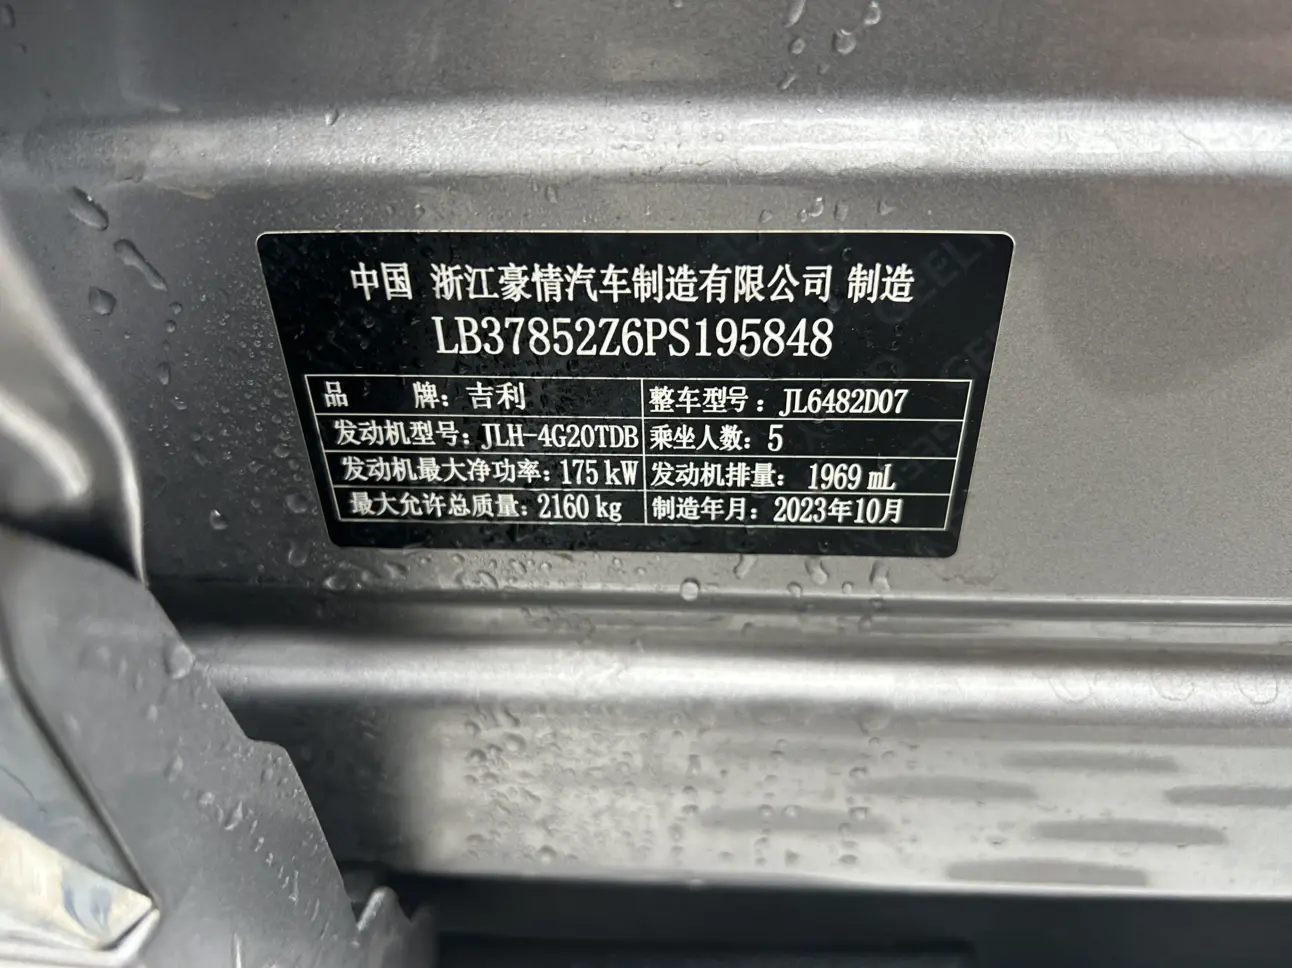 中国 浙江豪情汽车制造有限公司 制造
LB37852Z6PS195848
品 牌：吉利 整车型号：JL6482D07
发动机型号：JLH-4G20TDB 乘坐人数：5
发动机最大净功率：175 kW 发动机排量： 1969 mL
最大允许总质量：2160 kg 制造年月：2023年10月